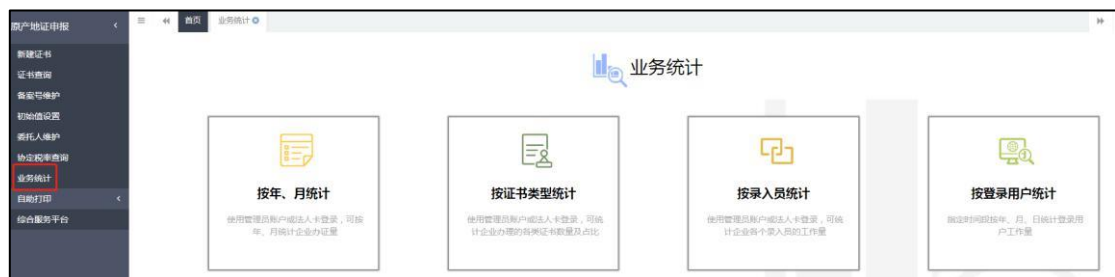 原产地证申报
首页
业务统计
新建证书
证书查询
备案号维护
初始值设置
委托人维护
协定税率查询
业务统计
自助打印
综合服务平台
业务统计
按年、月统计
使用管理员账户或法人卡登录，可按
年、月统计企业办证量
按证书类型统计
使用管理员账户或法人卡登录，可统
计企业办理的各类证书数量及占比
按录入员统计
使用管理员账户或法人卡登录，可统
计企业各个录入员的工作量
按登录用户统计
指定时间段按年、月、日统计登录用
户工作量